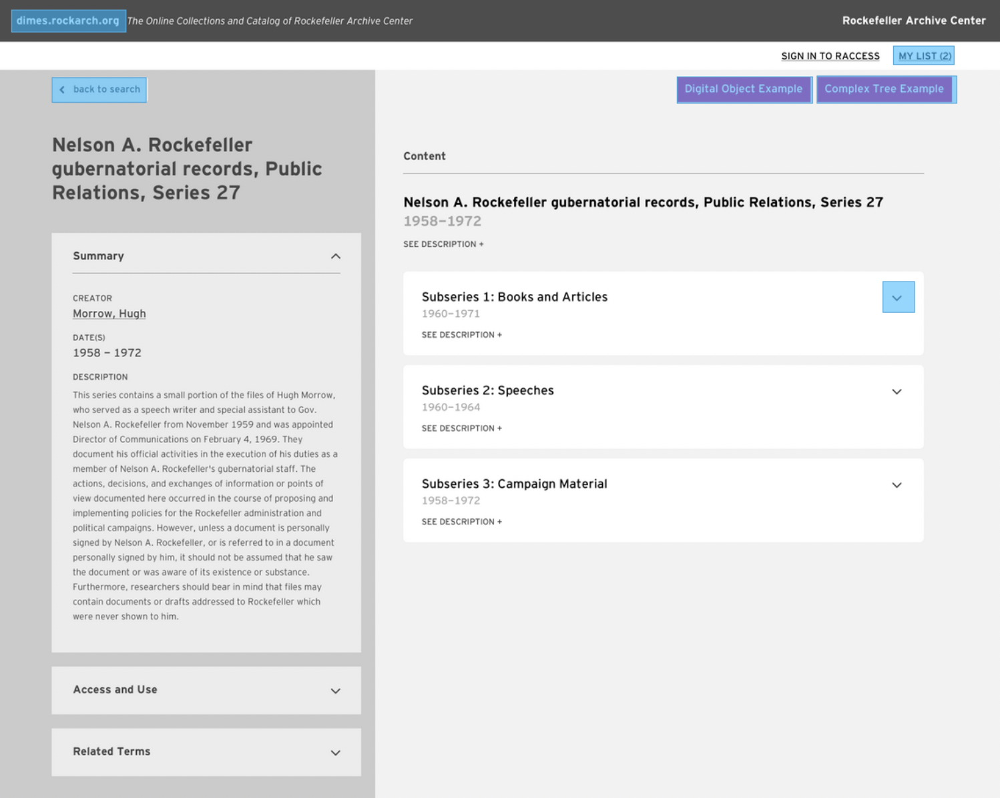 dimes.rockarch.org The Online Collections and Catalog of Rockefeller Archive Center
Rockefeller Archive Center
SIGN IN TO RACCESS
MY LIST (2)
back to search
Digital Object Example
Complex Tree Example
Nelson A. Rockefeller
gubernatorial records, Public
Relations, Series 27
Summary
CREATOR
Morrow, Hugh
DATE(S)
1958 – 1972
DESCRIPTION
This series contains a small portion of the files of Hugh Morrow,
who served as a speech writer and special assistant to Gov.
Nelson A. Rockefeller from November 1959 and was appointed
Director of Communications on February 4, 1969. They
document his official activities in the execution of his duties as a
member of Nelson A. Rockefeller's gubernatorial staff. The
actions, decisions, and exchanges of information or points of
view documented here occurred in the course of proposing and
implementing policies for the Rockefeller administration and
political campaigns. However, unless a document is personally
signed by Nelson A. Rockefeller, or is referred to in a document
personally signed by him, it should not be assumed that he saw
the document or was aware of its existence or substance.
Furthermore, researchers should bear in mind that files may
contain documents or drafts addressed to Rockefeller which
were never shown to him.
Access and Use
Related Terms
Content
Nelson A. Rockefeller gubernatorial records, Public Relations, Series 27
1958–1972
SEE DESCRIPTION +
Subseries 1: Books and Articles
1960–1971
SEE DESCRIPTION +
Subseries 2: Speeches
1960–1964
SEE DESCRIPTION +
Subseries 3: Campaign Material
1958–1972
SEE DESCRIPTION +